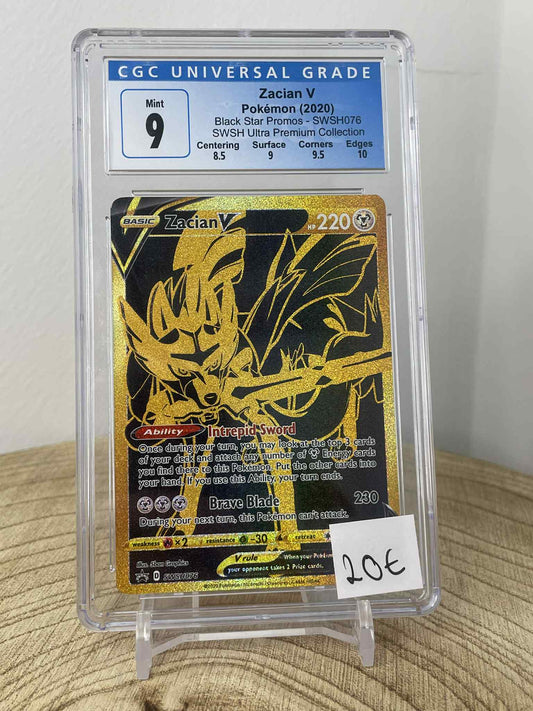 CGC UNIVERSAL GRADE
Mint
9
Zacian V
Pokémon (2020)
Black Star Promos - SWSH076
SWSH Ultra Premium Collection
Centering Surface Corners Edges
8.5 9 9.5 10
BASIC Zacian V HP 220
Ability Intrepid Sword
Once during your turn, you may look at the top 3 cards
of your deck and attach any number of Energy cards
you find there to this Pokémon. Put the other cards into
your hand. If you use this Ability, your turn ends.
Brave Blade 230
During your next turn, this Pokémon can't attack.
weakness ×2 resistance -30 retreat
V rule When your Pokémon
your opponent takes 2 Prize cards.
Illus. 5ban Graphics
D SWSH076
20€